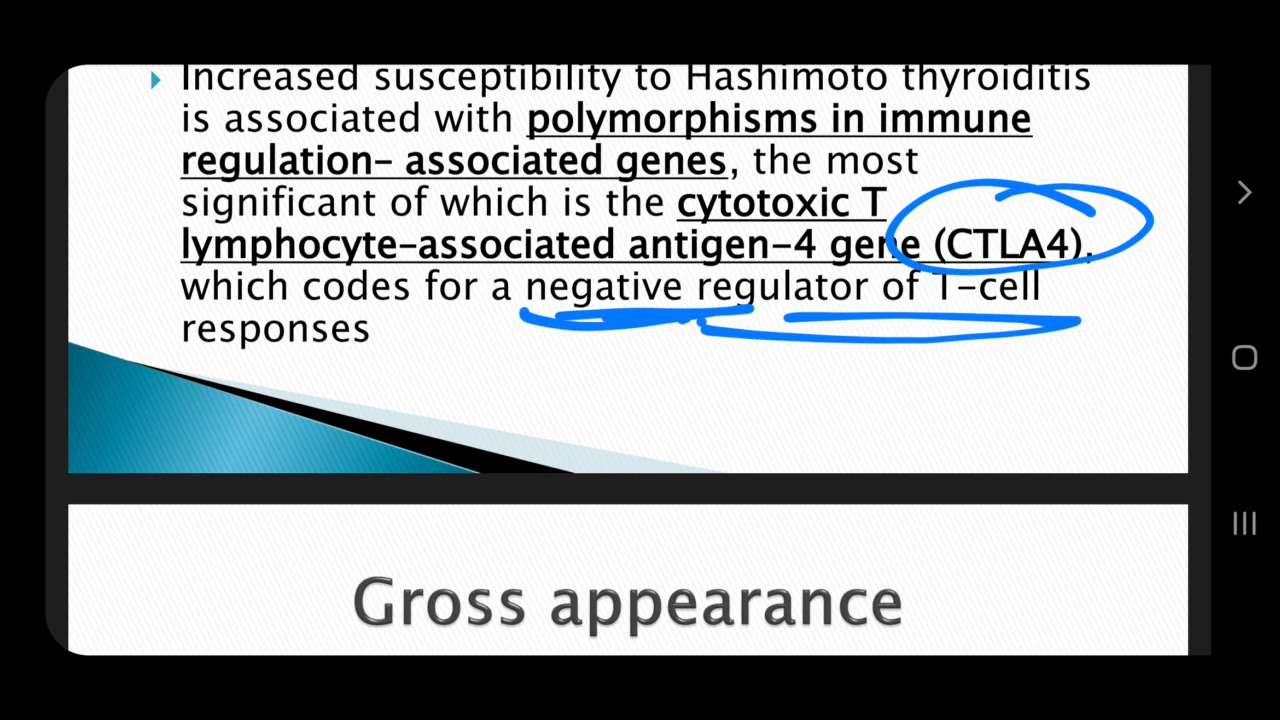 Increased susceptibility to Hashimoto thyroiditis
is associated with polymorphisms in immune
regulation- associated genes, the most
significant of which is the cytotoxic T
lymphocyte-associated antigen-4 gene (CTLA4),
which codes for a negative regulator of T-cell
responses
Gross appearance